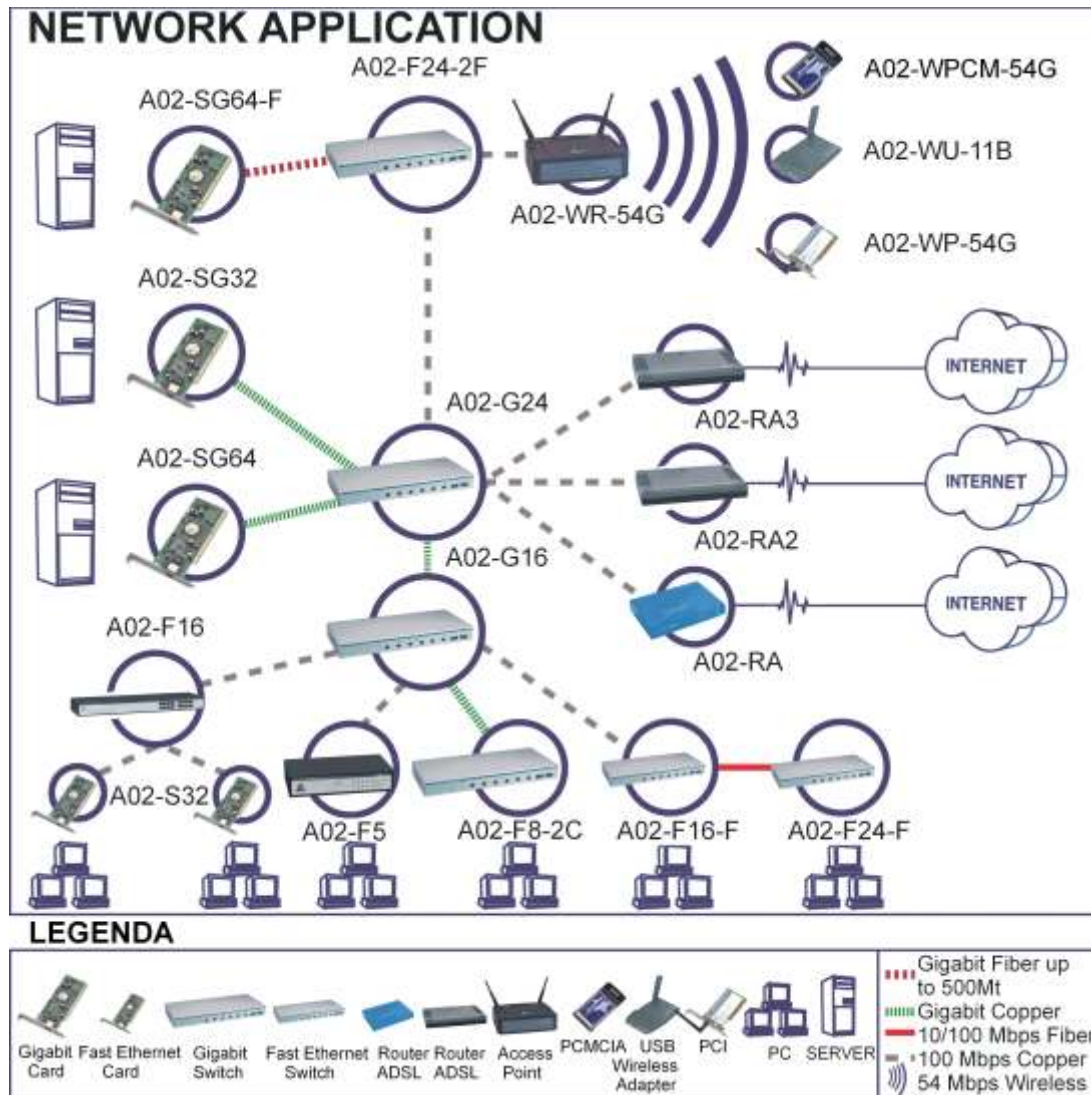 NETWORK APPLICATION
A02-F24-2F
A02-SG64-F
A02-WPCM-54G
A02-WU-11B
A02-WR-54G
A02-WP-54G
A02-SG32
INTERNET
A02-G24
A02-RA3
A02-SG64
INTERNET
A02-G16
A02-RA2
INTERNET
A02-F16
A02-RA
A02-S32
A02-F5
A02-F8-2C
A02-F16-F
A02-F24-F
LEGENDA
Gigabit
Card
Fast Ethernet
Card
Gigabit
Switch
Fast Ethernet
Switch
Router
ADSL
Router
ADSL
Access
Point
PCMCIA
USB
Wireless
Adapter
PCI
PC
SERVER
Gigabit Fiber up
to 500Mt
Gigabit Copper
10/100 Mbps Fiber
100 Mbps Copper
54 Mbps Wireless